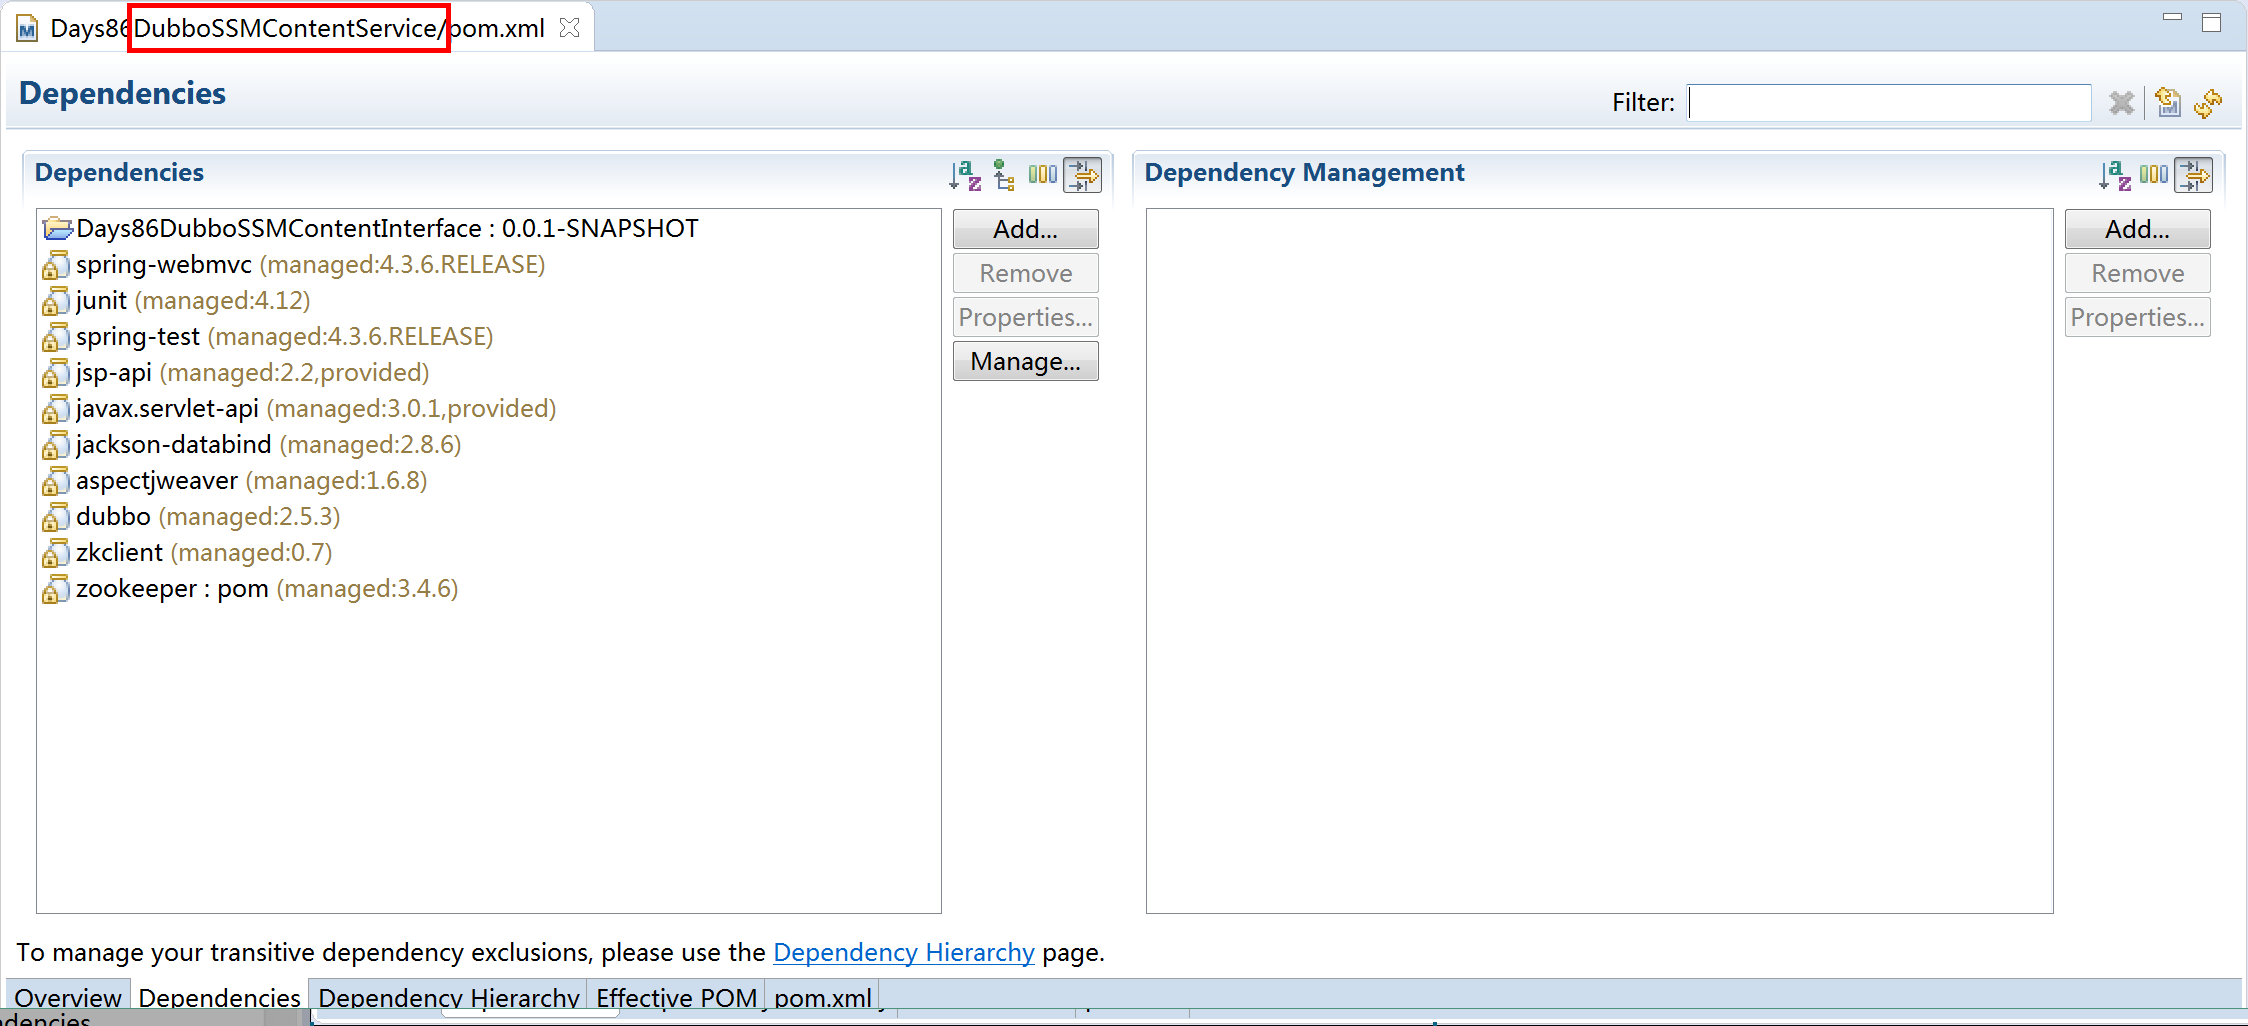 Days86DubboSSMContentService/pom.xml
Dependencies
Filter:
Dependencies
Days86DubboSSMContentInterface : 0.0.1-SNAPSHOT
spring-webmvc (managed:4.3.6.RELEASE)
junit (managed:4.12)
spring-test (managed:4.3.6.RELEASE)
jsp-api (managed:2.2,provided)
javax.servlet-api (managed:3.0.1,provided)
jackson-databind (managed:2.8.6)
aspectjweaver (managed:1.6.8)
dubbo (managed:2.5.3)
zkclient (managed:0.7)
zookeeper : pom (managed:3.4.6)
Add...
Remove
Properties...
Manage...
Dependency Management
Add...
Remove
Properties...
To manage your transitive dependency exclusions, please use the Dependency Hierarchy page.
Overview Dependencies Dependency Hierarchy Effective POM pom.xml